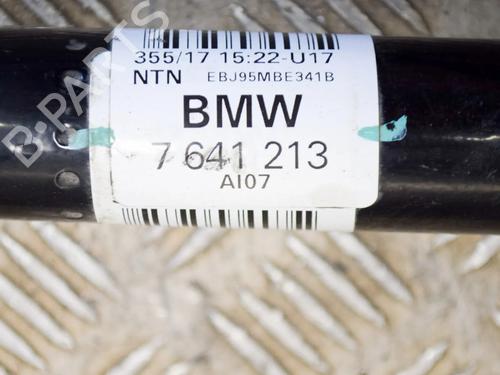 355/17 15:22-U17
NTN EBJ95MBE341B
BMW
7 641 213
AI07
B-PARTS